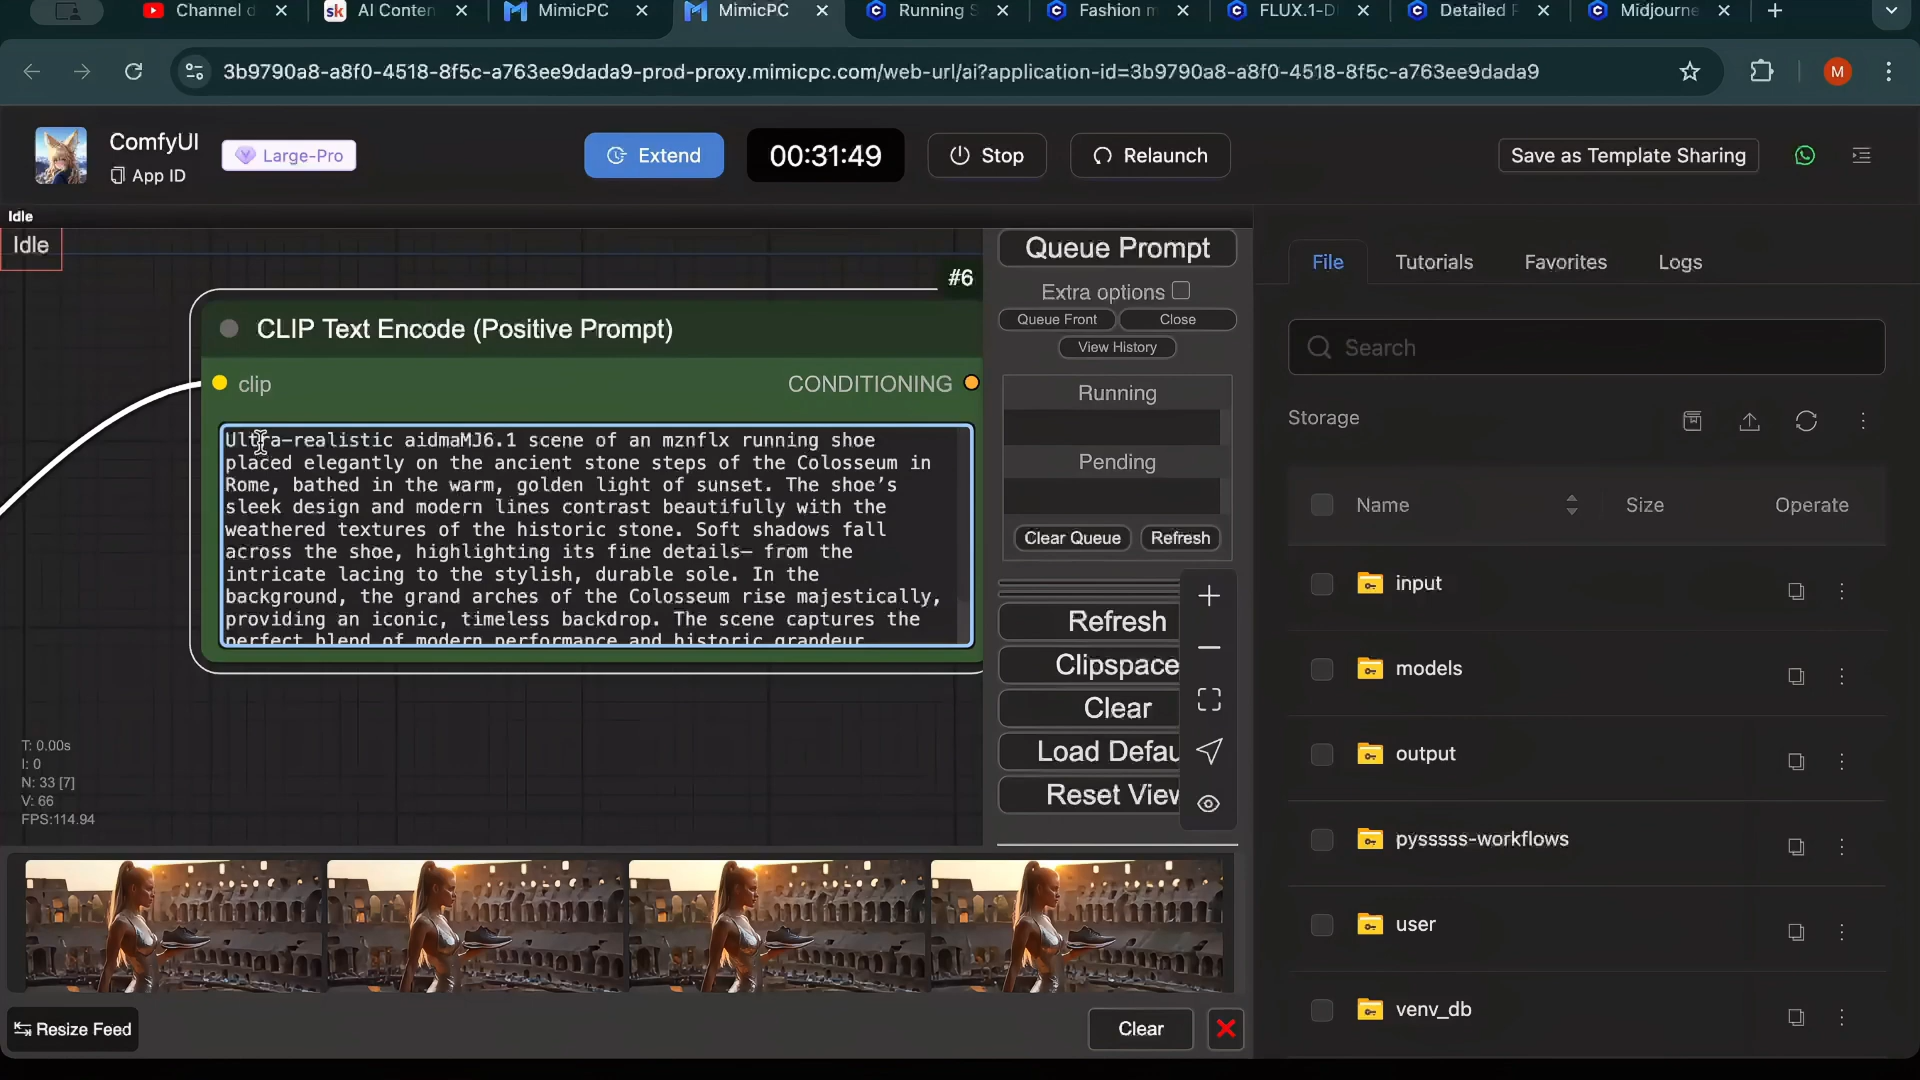 Channel d
AI Conten
MimicPC
MimicPC
Running S
Fashion m
FLUX.1-D
Detailed P
Midjourne
3b9790a8-a8f0-4518-8f5c-a763ee9dada9-prod-proxy.mimicpc.com/web-url/ai?application-id=3b9790a8-a8f0-4518-8f5c-a763ee9dada9
M
ComfyUI
App ID
Large-Pro
Extend
00:31:49
Stop
Relaunch
Save as Template Sharing
Idle
Idle
#6
CLIP Text Encode (Positive Prompt)
clip
CONDITIONING
Ultra-realistic aidmaMJ6.1 scene of an mznflx running shoe
placed elegantly on the ancient stone steps of the Colosseum in
Rome, bathed in the warm, golden light of sunset. The shoe's
sleek design and modern lines contrast beautifully with the
weathered textures of the historic stone. Soft shadows fall
across the shoe, highlighting its fine details— from the
intricate lacing to the stylish, durable sole. In the
background, the grand arches of the Colosseum rise majestically,
providing an iconic, timeless backdrop. The scene captures the
perfect blend of modern performance and historic grandeur
T: 0.00s
I: 0
N: 33 [7]
V: 66
FPS:114.94
Queue Prompt
Extra options
Queue Front
Close
View History
Running
Pending
Clear Queue
Refresh
Refresh
Clipspace
Clear
Load Defau
Reset View
File
Tutorials
Favorites
Logs
Search
Storage
Name
Size
Operate
input
models
output
pysssss-workflows
user
venv_db
Resize Feed
Clear